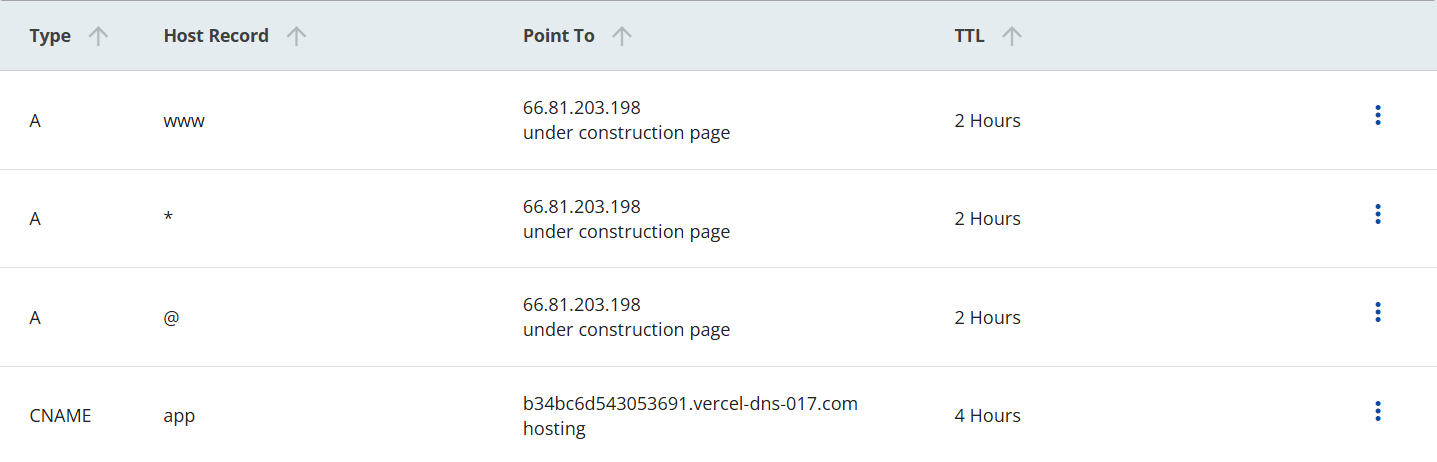 Type Host Record Point To TTL
A www 66.81.203.198 2 Hours
under construction page
A * 66.81.203.198 2 Hours
under construction page
A @ 66.81.203.198 2 Hours
under construction page
CNAME app b34bc6d543053691.vercel-dns-017.com 4 Hours
hosting